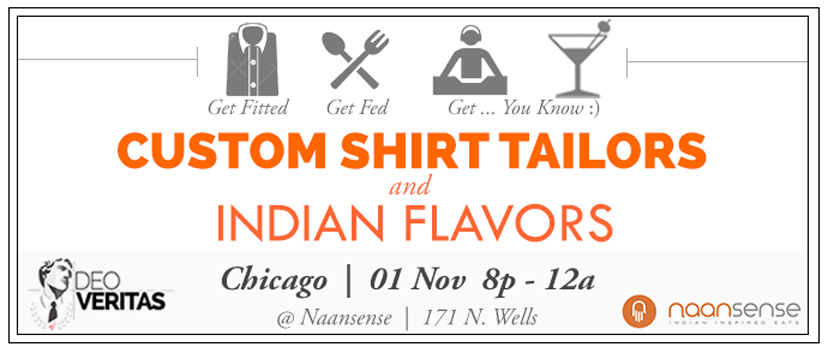 Get Fitted Get Fed Get ... You Know :)
CUSTOM SHIRT TAILORS
and
INDIAN FLAVORS
DEO
VERITAS
Chicago | 01 Nov 8p - 12a
@ Naansense | 171 N. Wells
naansense
INDIAN INSPIRED EATS